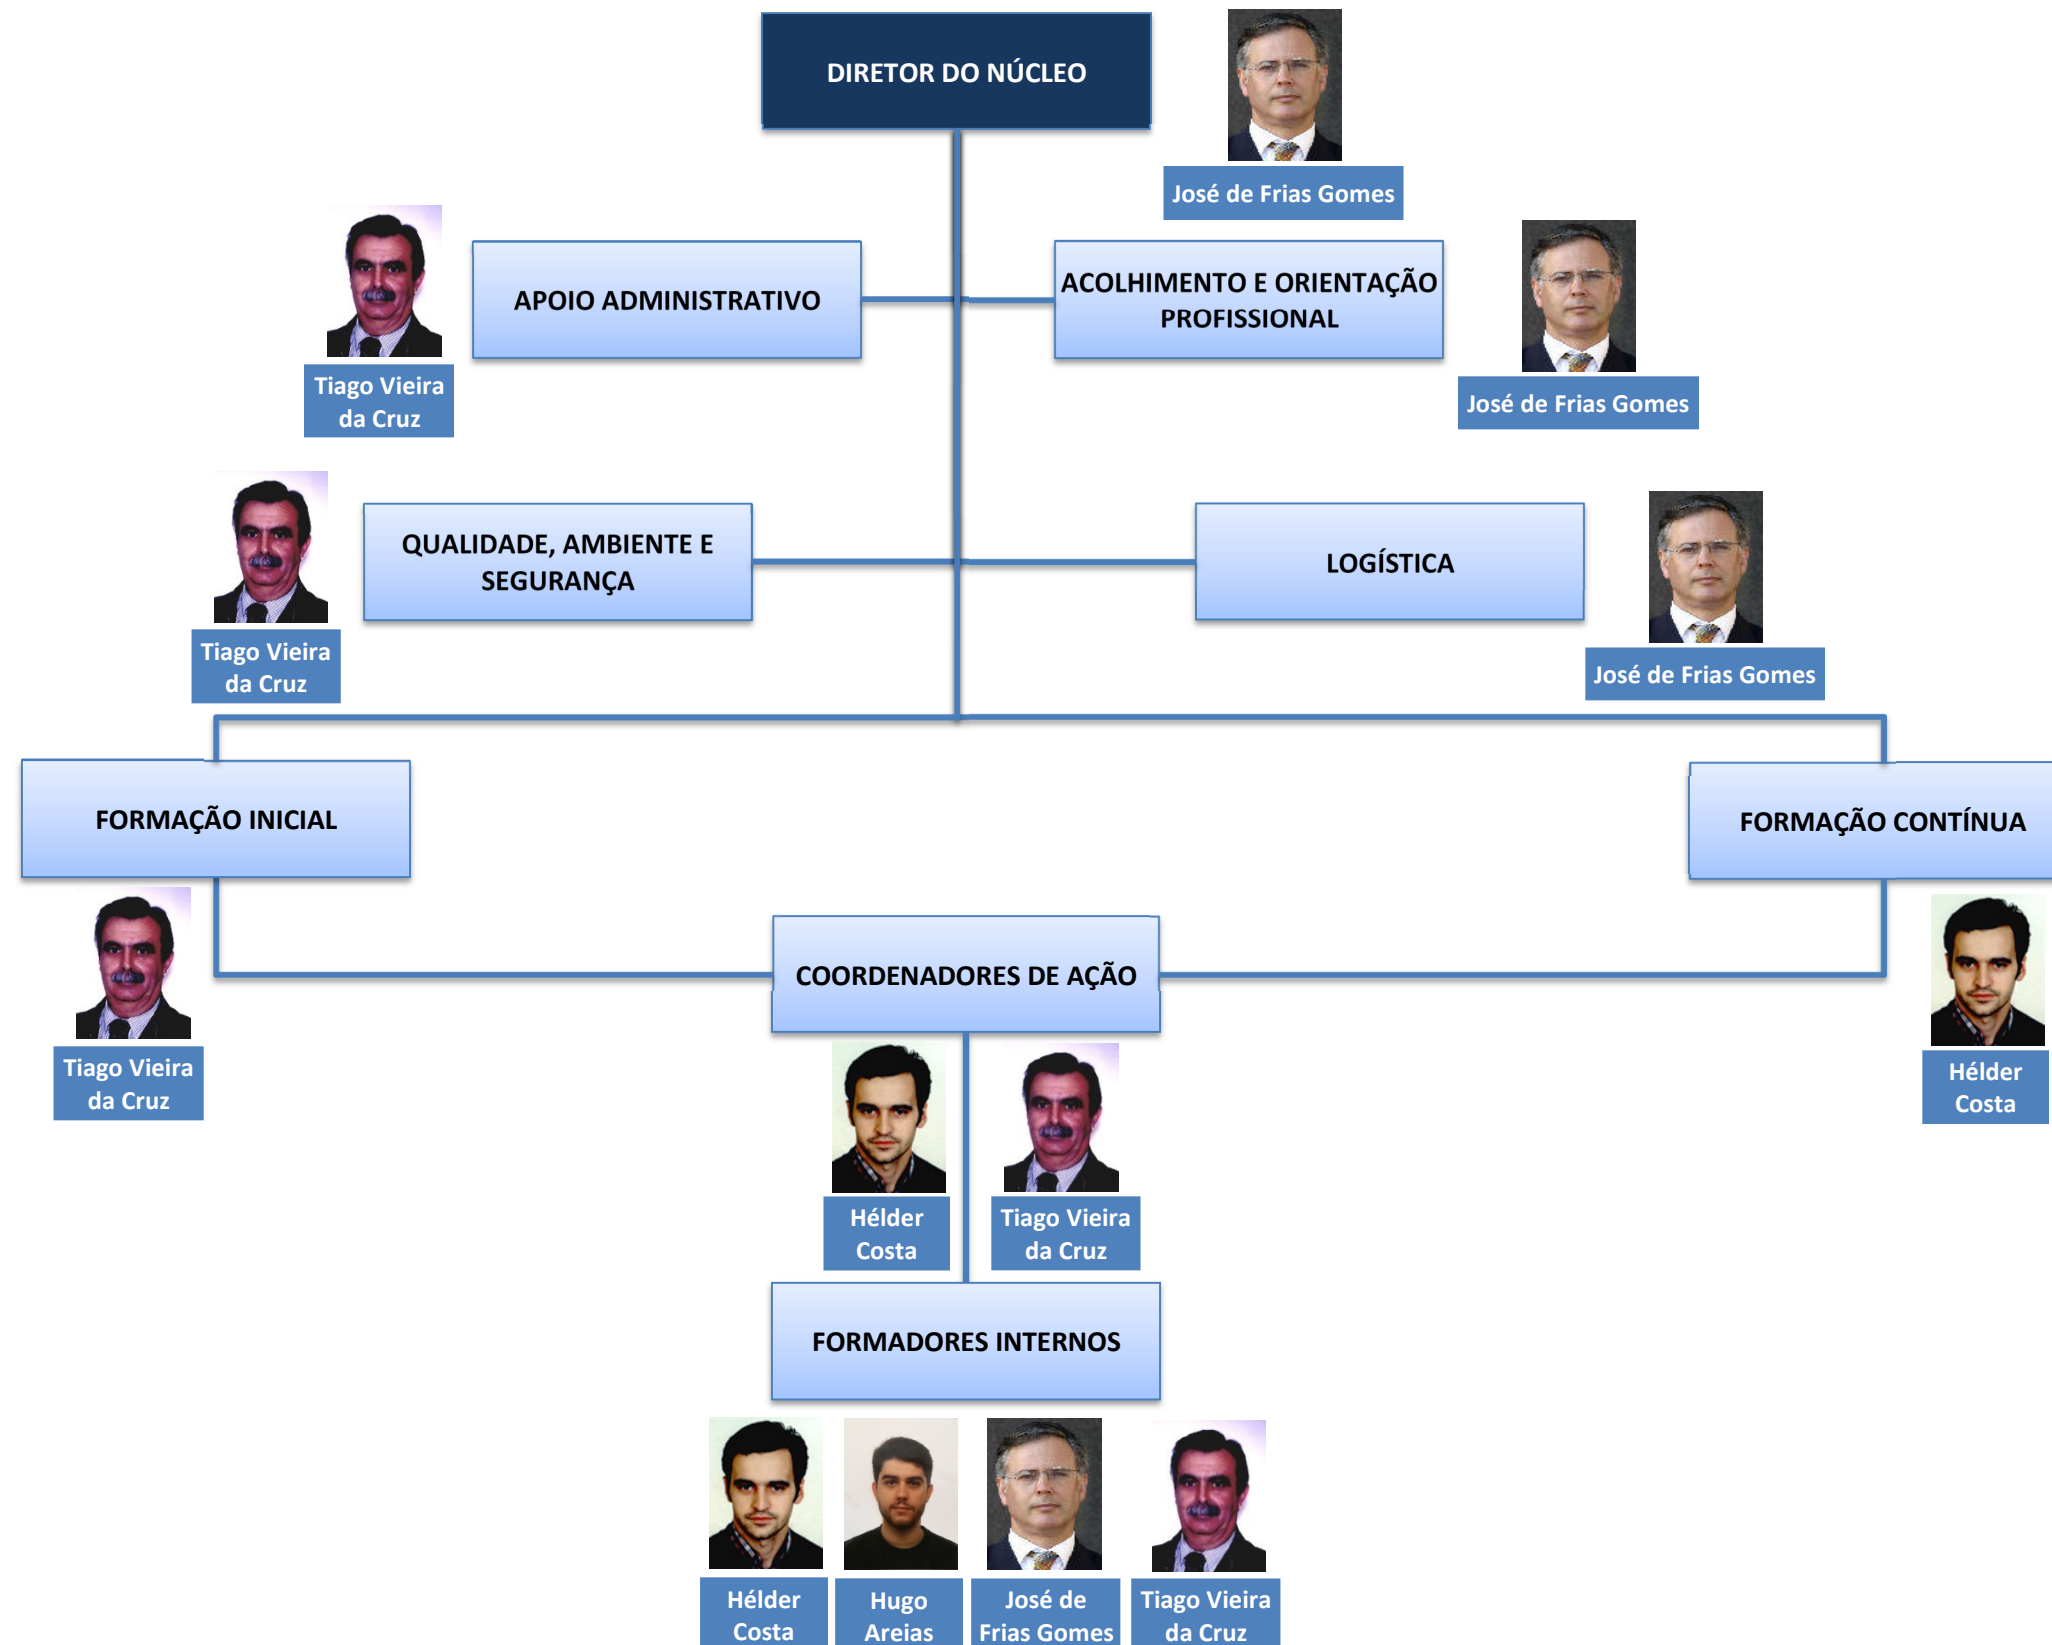 DIRETOR DO NÚCLEO
José de Frias Gomes
APOIO ADMINISTRATIVO
Tiago Vieira
da Cruz
ACOLHIMENTO E ORIENTAÇÃO
PROFISSIONAL
José de Frias Gomes
QUALIDADE, AMBIENTE E
SEGURANÇA
Tiago Vieira
da Cruz
LOGÍSTICA
José de Frias Gomes
FORMAÇÃO INICIAL
Tiago Vieira
da Cruz
FORMAÇÃO CONTÍNUA
Hélder
Costa
COORDENADORES DE AÇÃO
Hélder
Costa
Tiago Vieira
da Cruz
FORMADORES INTERNOS
Hélder
Costa
Hugo
Areias
José de
Frias Gomes
Tiago Vieira
da Cruz